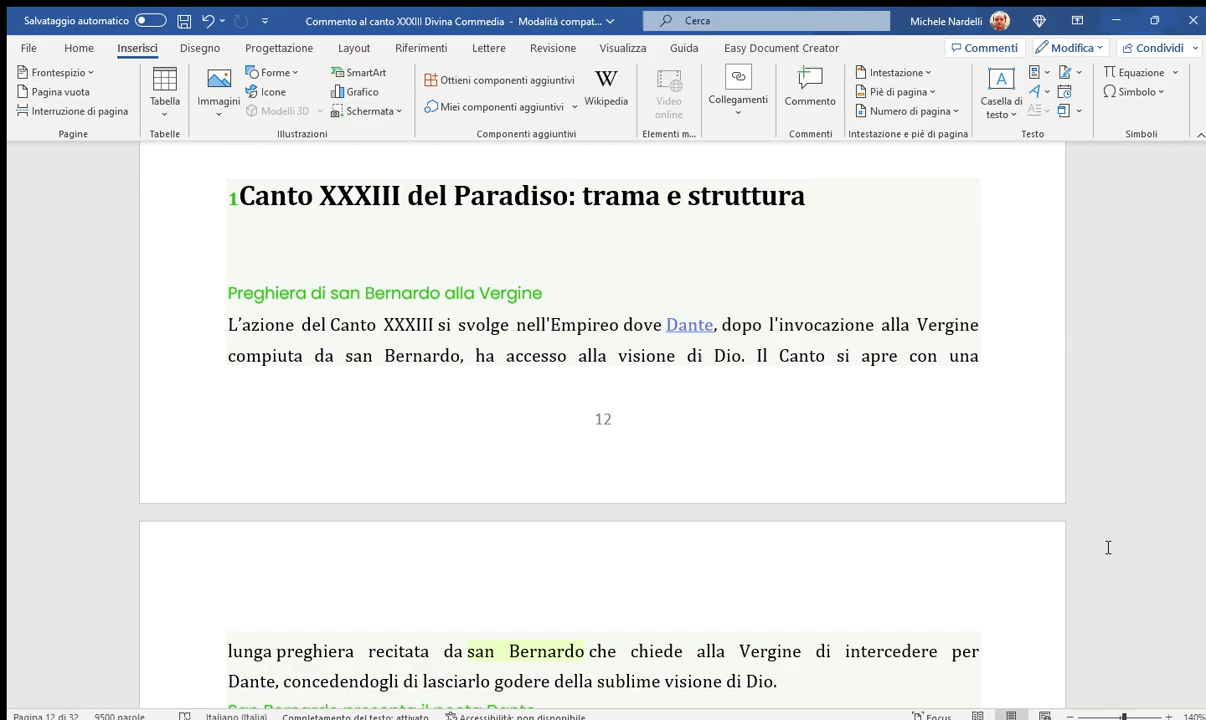 Salvataggio automatico
Commento al canto XXXIII Divina Commedia - Modalità compat...
Cerca
Michele Nardelli
File Home Inserisci Disegno Progettazione Layout Riferimenti Lettere Revisione Visualizza Guida Easy Document Creator
Commenti Modifica Condividi
Frontespizio
Pagina vuota
Interruzione di pagina
Pagine
Tabella
Tabelle
Immagini
Forme
Icone
Modelli 3D
SmartArt
Grafico
Schermata
Illustrazioni
Ottieni componenti aggiuntivi
Miei componenti aggiuntivi
W
Wikipedia
Componenti aggiuntivi
Video
online
Elementi m...
Collegamenti
Commento
Commenti
Intestazione
Piè di pagina
Numero di pagina
Intestazione e piè di pagina
Casella di
testo
Testo
Equazione
Simbolo
Simboli
1Canto XXXIII del Paradiso: trama e struttura
Preghiera di san Bernardo alla Vergine
L’azione del Canto XXXIII si svolge nell'Empireo dove Dante, dopo l'invocazione alla Vergine
compiuta da san Bernardo, ha accesso alla visione di Dio. Il Canto si apre con una
12
lunga preghiera recitata da san Bernardo che chiede alla Vergine di intercedere per
Dante, concedendogli di lasciarlo godere della sublime visione di Dio.
San Bernardo presenta il poeta Dante
Pagina 12 di 32 9500 parole Italiano (Italia) Completamento del testo: attivato Accessibilità: non disponibile
Focus
140%